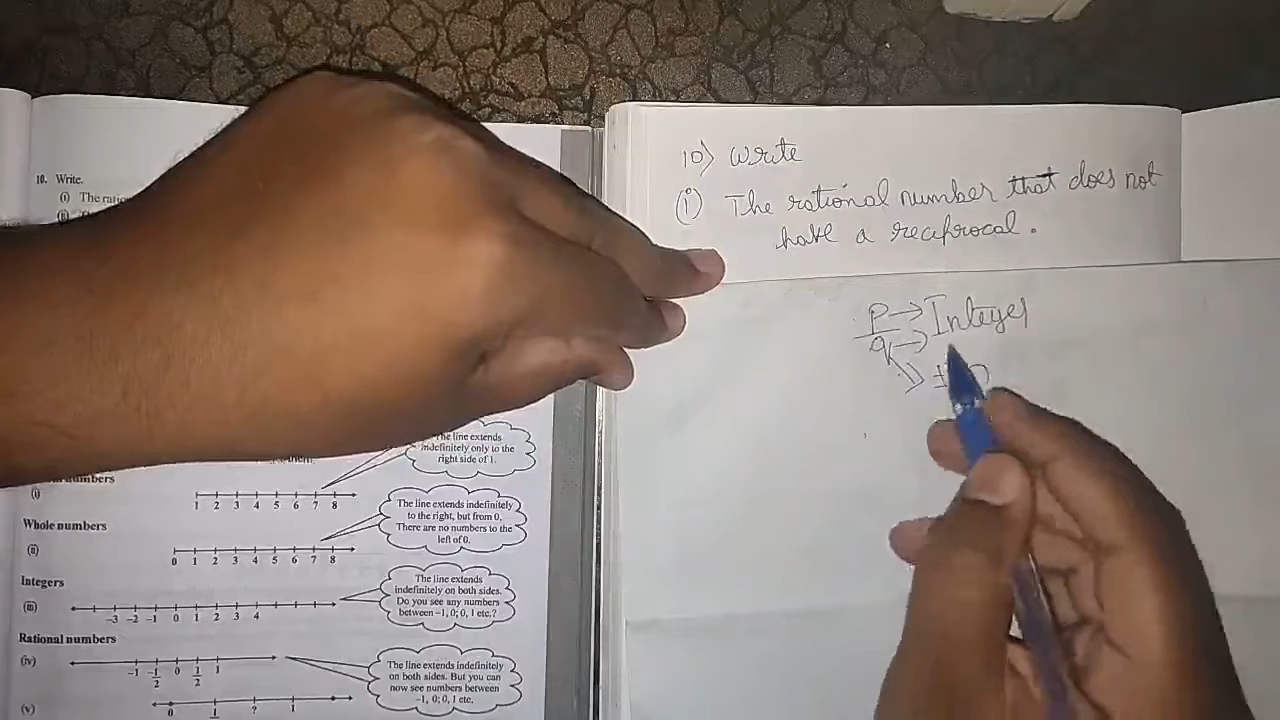 10. Write.
(i) The
(ii)
The line extends
indefinitely only to the
right side of 1.
(i)
1 2 3 4 5 6 7 8
The line extends indefinitely
to the right, but from 0.
There are no numbers to the
left of 0.
Whole numbers
(ii)
0 1 2 3 4 5 6 7 8
Integers
The line extends
indefinitely on both sides.
Do you see any numbers
between –1, 0; 0, 1 etc.?
(iii)
–3 –2 –1 0 1 2 3 4
Rational numbers
(iv)
–1 –1/2 0 1/2 1
The line extends indefinitely
on both sides. But you can
now see numbers between
–1, 0; 0, 1 etc.
(v)
0 1 ? 1
10) Write
(i) The rational number that does not
have a reciprocal.
P → Integer
q →